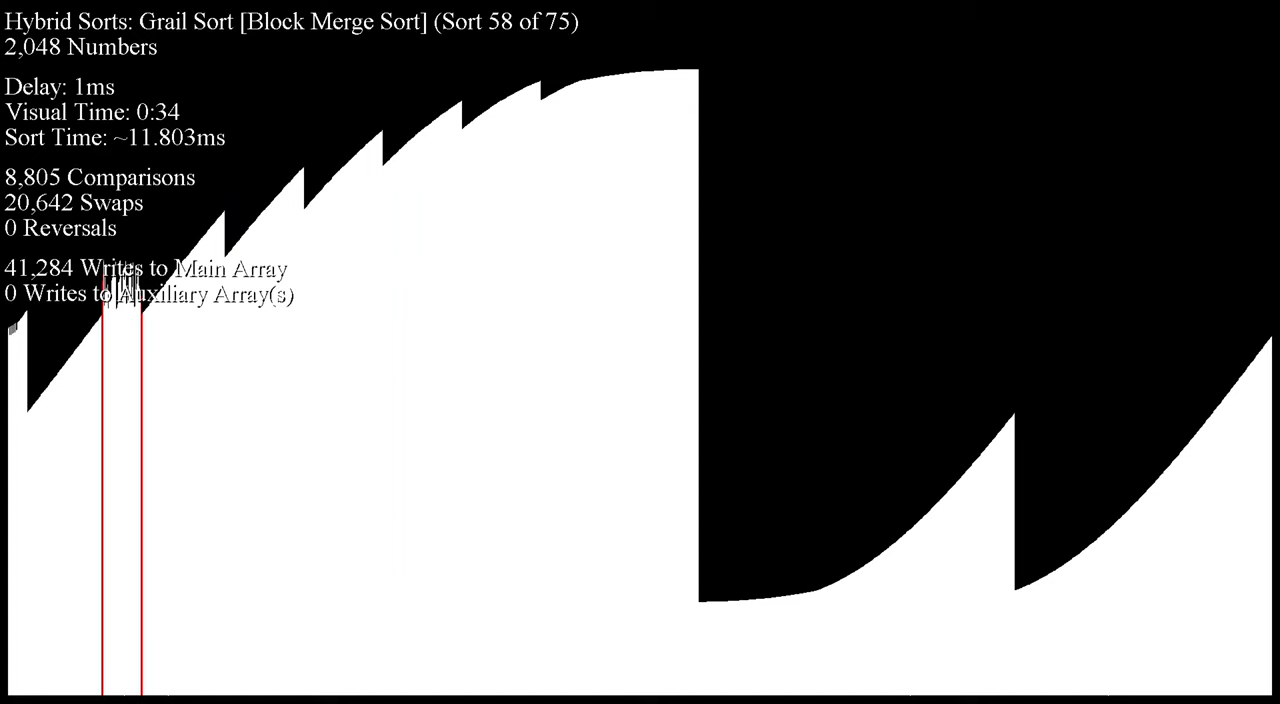 Hybrid Sorts: Grail Sort [Block Merge Sort] (Sort 58 of 75)
2,048 Numbers
Delay: 1ms
Visual Time: 0:34
Sort Time: ~11.803ms
8,805 Comparisons
20,642 Swaps
0 Reversals
41,284 Writes to Main Array
0 Writes to Auxiliary Array(s)